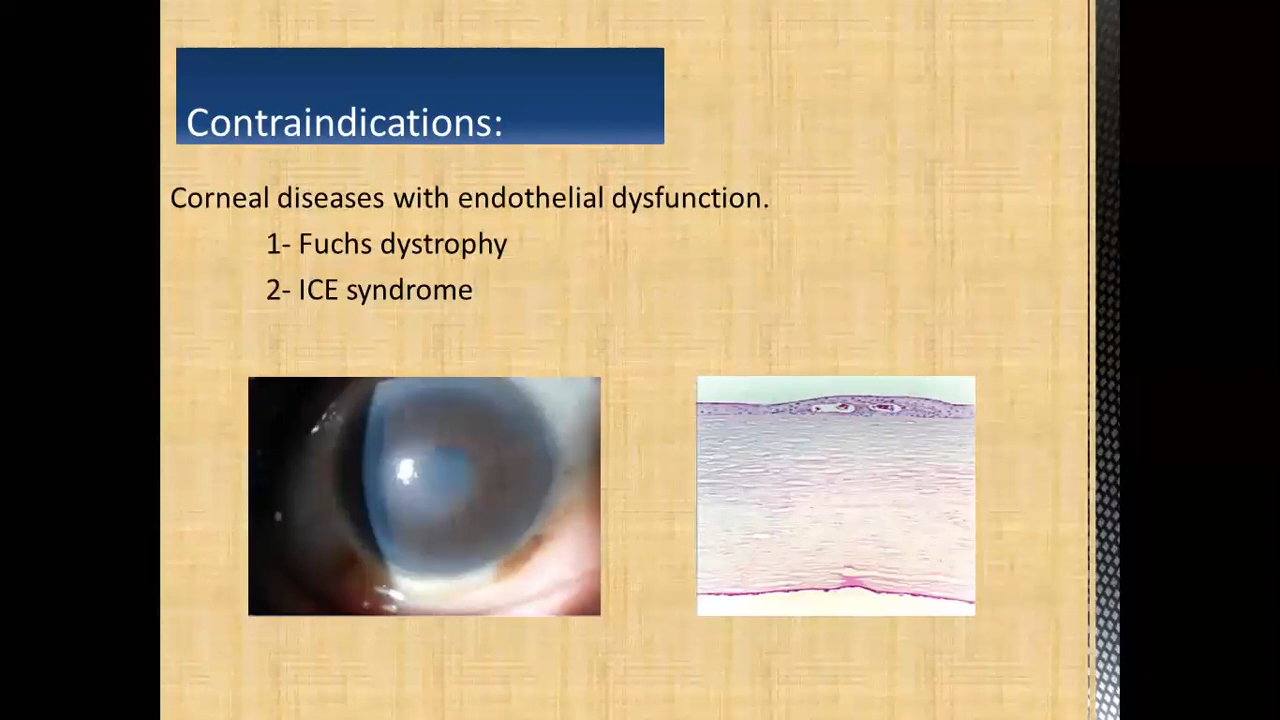 Contraindications:
Corneal diseases with endothelial dysfunction.
1- Fuchs dystrophy
2- ICE syndrome